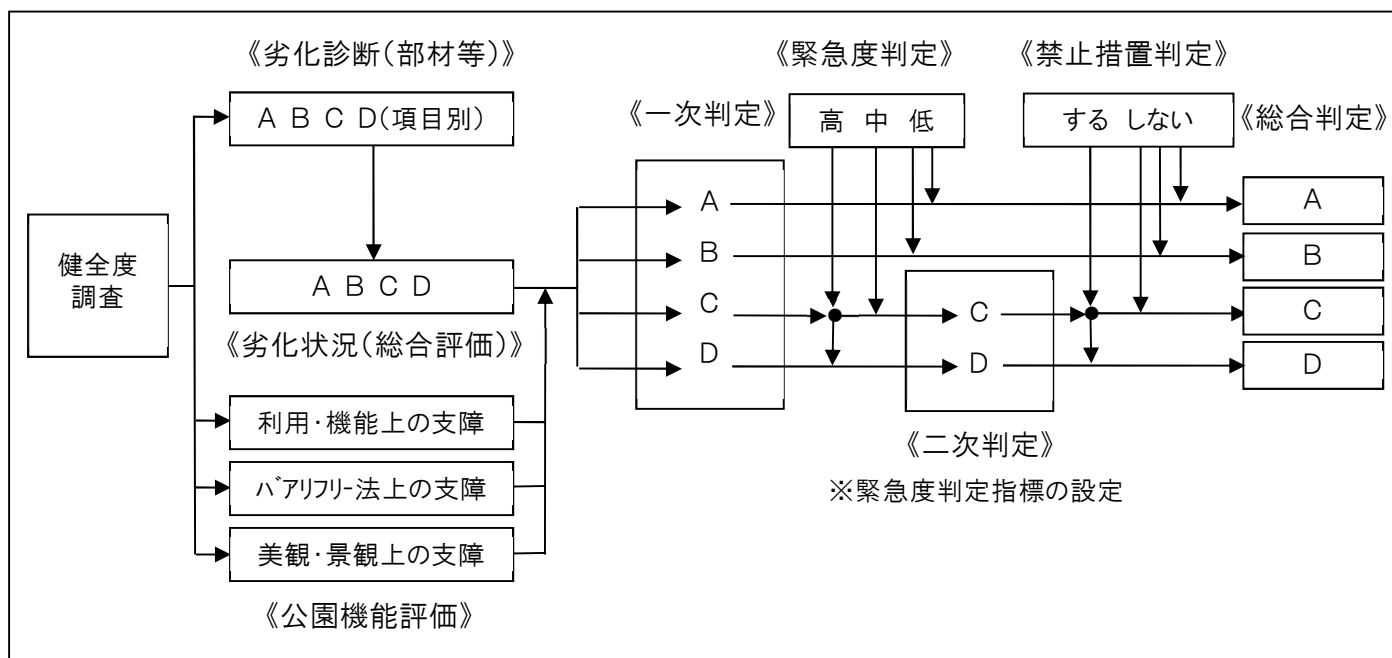 《劣化診断(部材等)》
A B C D(項目別)
健全度
調査
A B C D
《劣化状況(総合評価)》
利用・機能上の支障
バアリフリー法上の支障
美観・景観上の支障
《公園機能評価》
《一次判定》
A
B
C
D
《緊急度判定》
高 中 低
C
D
《二次判定》
※緊急度判定指標の設定
《禁止措置判定》
する しない
《総合判定》
A
B
C
D